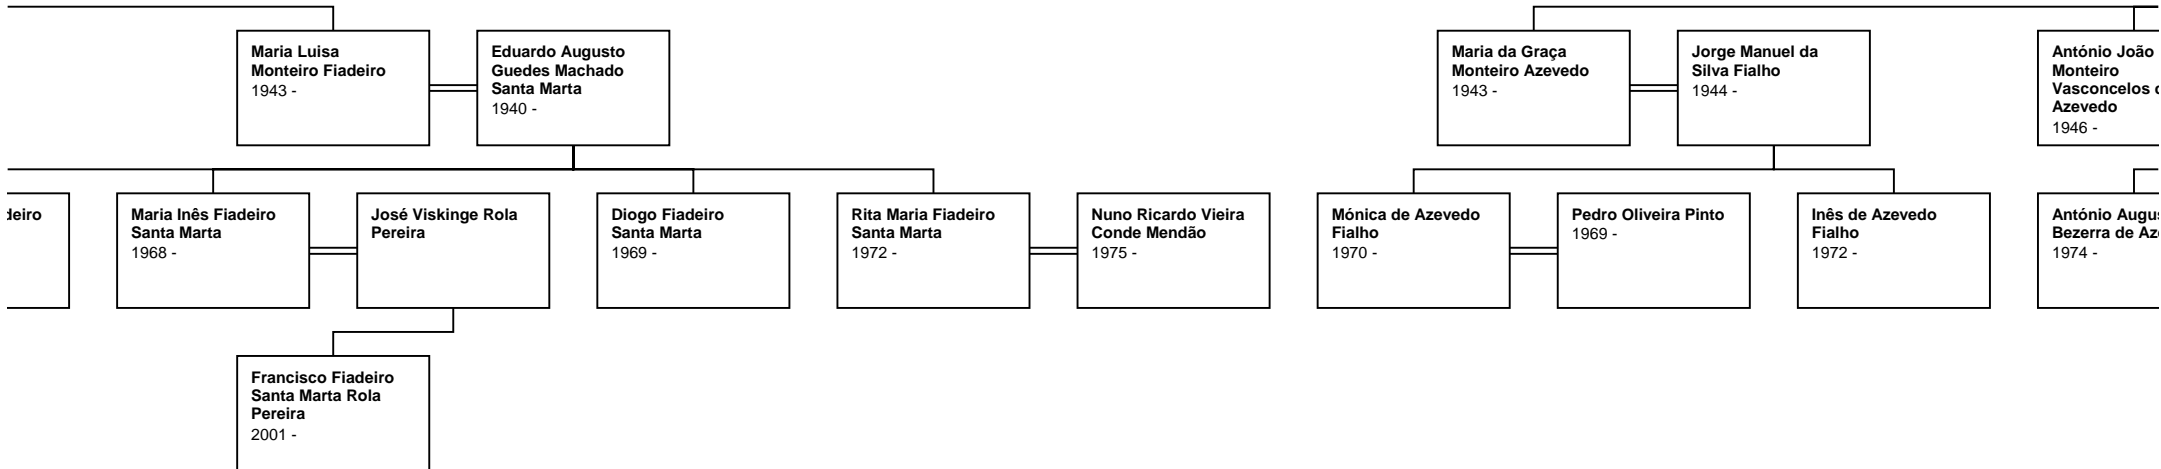 Maria Luisa
Monteiro Fiadeiro
1943 -
Eduardo Augusto
Guedes Machado
Santa Marta
1940 -
Maria da Graça
Monteiro Azevedo
1943 -
Jorge Manuel da
Silva Fialho
1944 -
António João
Monteiro
Vasconcelos
Azevedo
1946 -
Maria Inês Fiadeiro
Santa Marta
1968 -
José Viskinge Rola
Pereira
Diogo Fiadeiro
Santa Marta
1969 -
Rita Maria Fiadeiro
Santa Marta
1972 -
Nuno Ricardo Vieira
Conde Mendão
1975 -
Mónica de Azevedo
Fialho
1970 -
Pedro Oliveira Pinto
1969 -
Inês de Azevedo
Fialho
1972 -
António
Bezerra de
1974 -
Francisco Fiadeiro
Santa Marta Rola
Pereira
2001 -